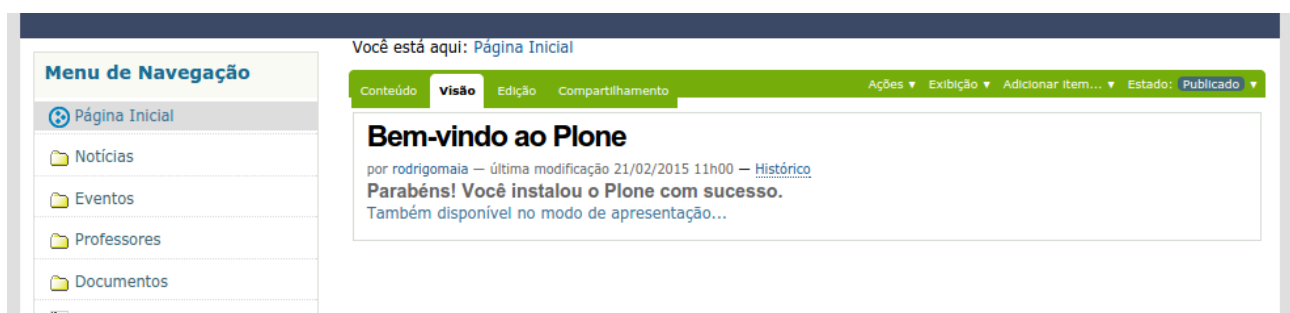 Você está aqui: Página Inicial
Menu de Navegação
Página Inicial
Notícias
Eventos
Professores
Documentos
Conteúdo Visão Edição Compartilhamento Ações ▼ Exibição ▼ Adicionar item... ▼ Estado: Publicado ▼
Bem-vindo ao Plone
por rodrigomaia — última modificação 21/02/2015 11h00 — Histórico
Parabéns! Você instalou o Plone com sucesso.
Também disponível no modo de apresentação...